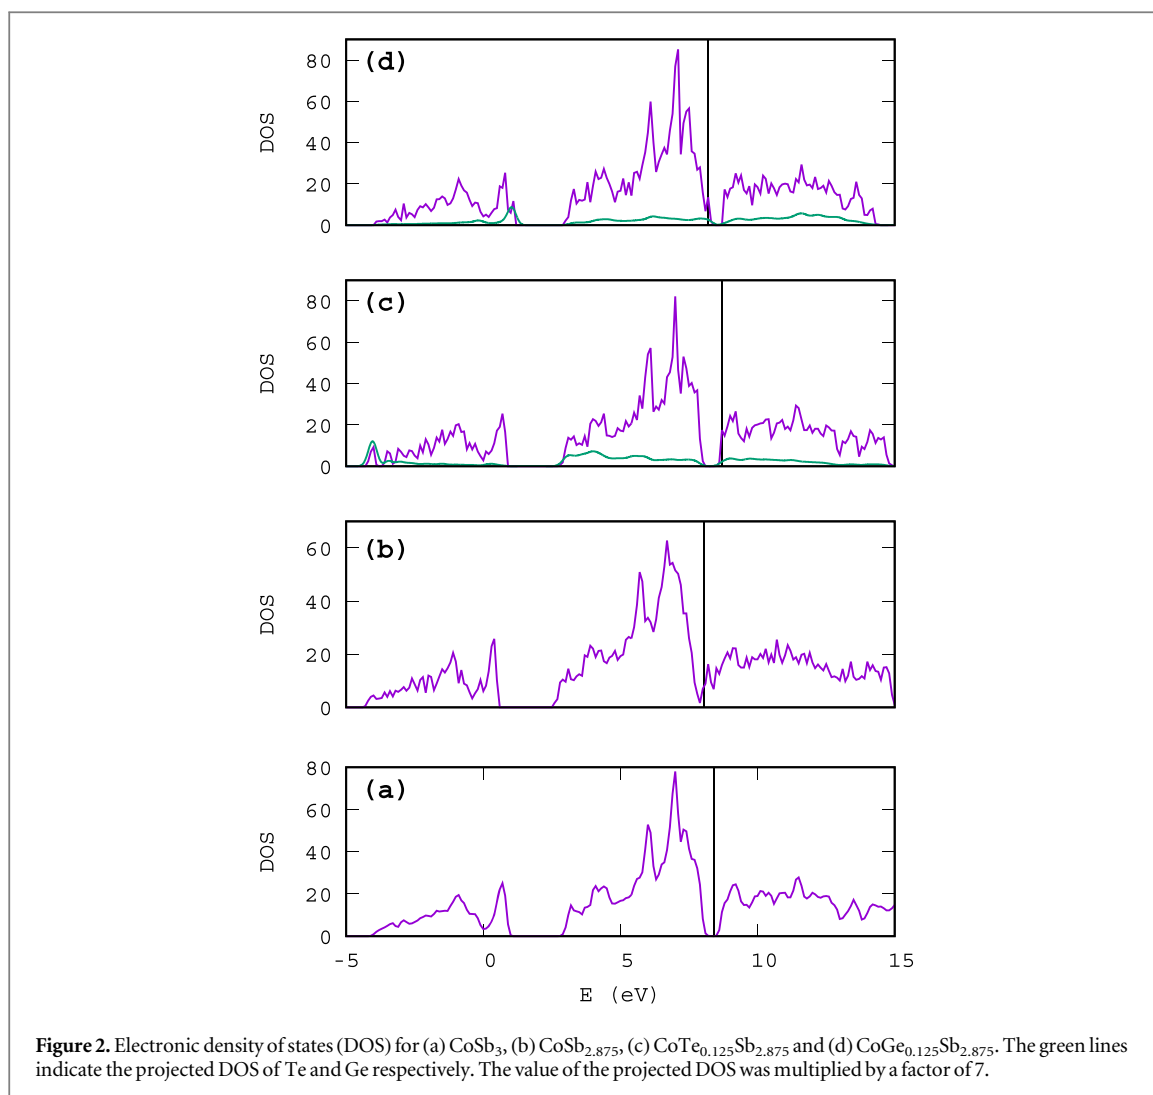 (d)
80
60
40
20
0
DOS
(c)
80
60
40
20
0
DOS
(b)
60
40
20
0
DOS
(a)
80
60
40
20
0
DOS
-5 0 5 10 15
E (eV)
Figure 2. Electronic density of states (DOS) for (a) CoSb₃, (b) CoSb₂.₈₇₅, (c) CoTe₀.₁₂₅Sb₂.₈₇₅ and (d) CoGe₀.₁₂₅Sb₂.₈₇₅. The green lines
indicate the projected DOS of Te and Ge respectively. The value of the projected DOS was multiplied by a factor of 7.